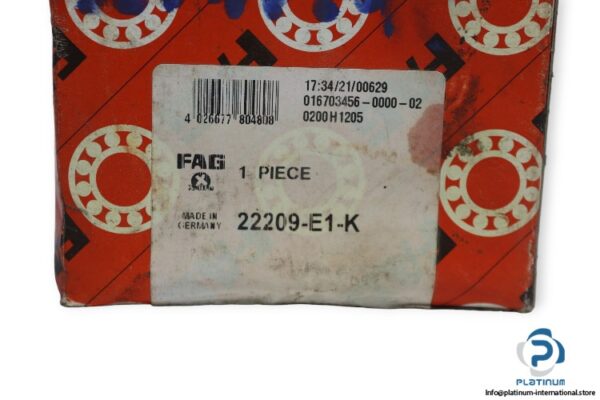 17:34/21/00629
016703456-0000-02
0200H1205
4 026677 804808
FAG
1 PIECE
MADE IN
GERMANY
22209-E1-K
PLATINUM
Info@platinum-international.store